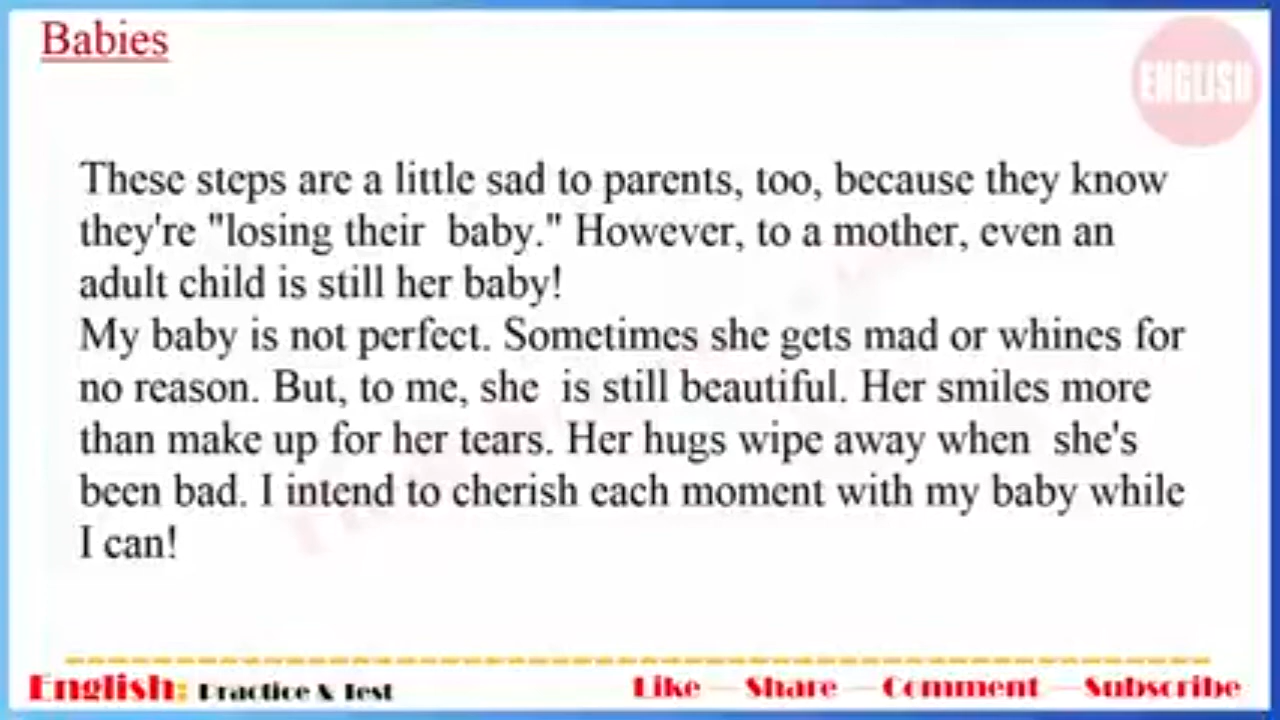 Babies
ENGLISH
These steps are a little sad to parents, too, because they know
they're "losing their  baby." However, to a mother, even an
adult child is still her baby!
My baby is not perfect. Sometimes she gets mad or whines for
no reason. But, to me, she  is still beautiful. Her smiles more
than make up for her tears. Her hugs wipe away when  she's
been bad. I intend to cherish each moment with my baby while
I can!
English: Practice & Test
Like — Share — Comment — Subscribe